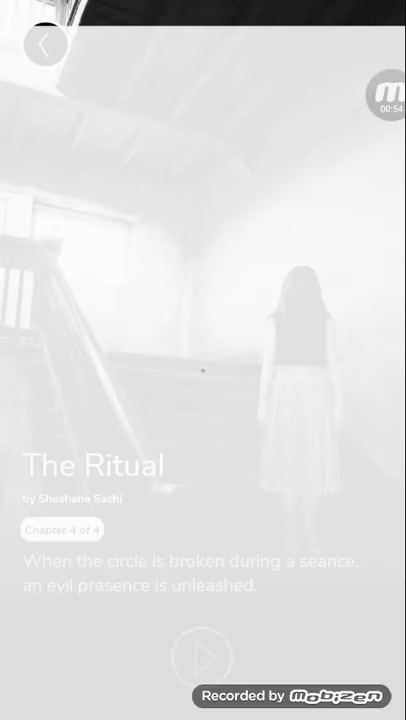 00:54
The Ritual
by Shoshana Sachi
Chapter 4 of 4
When the circle is broken during a seance,
an evil presence is unleashed.
Recorded by Mobizen